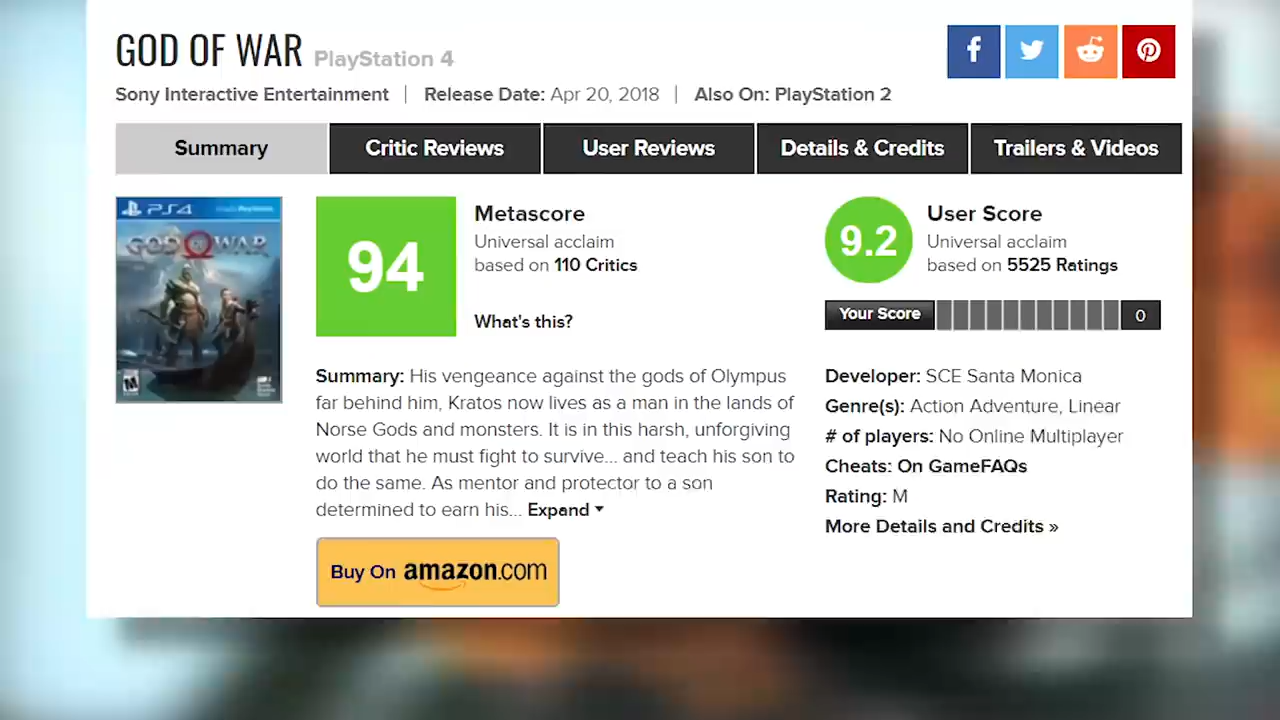 GOD OF WAR PlayStation 4
Sony Interactive Entertainment | Release Date: Apr 20, 2018 | Also On: PlayStation 2
Summary
Critic Reviews
User Reviews
Details & Credits
Trailers & Videos
PS4
GOD OF WAR
94
Metascore
Universal acclaim
based on 110 Critics
What's this?
9.2
User Score
Universal acclaim
based on 5525 Ratings
Your Score
0
Summary: His vengeance against the gods of Olympus
far behind him, Kratos now lives as a man in the lands of
Norse Gods and monsters. It is in this harsh, unforgiving
world that he must fight to survive... and teach his son to
do the same. As mentor and protector to a son
determined to earn his... Expand
Buy On amazon.com
Developer: SCE Santa Monica
Genre(s): Action Adventure, Linear
# of players: No Online Multiplayer
Cheats: On GameFAQs
Rating: M
More Details and Credits »